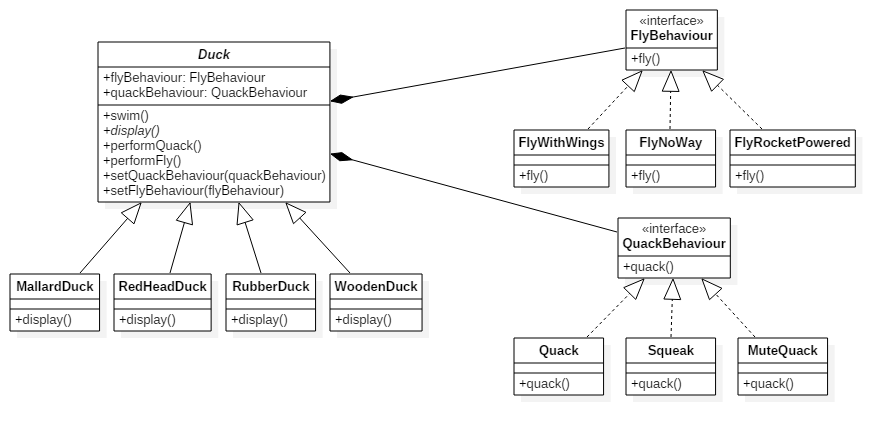 Duck
+flyBehaviour: FlyBehaviour
+quackBehaviour: QuackBehaviour
+swim()
+display()
+performQuack()
+performFly()
+setQuackBehaviour(quackBehaviour)
+setFlyBehaviour(flyBehaviour)
«interface»
FlyBehaviour
+fly()
FlyWithWings
+fly()
FlyNoWay
+fly()
FlyRocketPowered
+fly()
«interface»
QuackBehaviour
+quack()
MallardDuck
+display()
RedHeadDuck
+display()
RubberDuck
+display()
WoodenDuck
+display()
Quack
+quack()
Squeak
+quack()
MuteQuack
+quack()